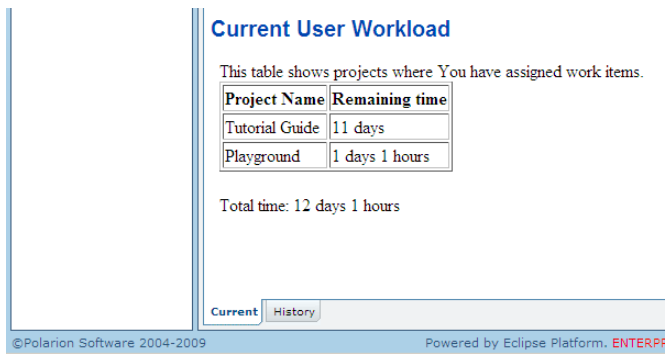 Current User Workload
This table shows projects where You have assigned work items.
Project Name Remaining time
Tutorial Guide 11 days
Playground 1 days 1 hours
Total time: 12 days 1 hours
Current History
©Polarion Software 2004-2009 Powered by Eclipse Platform.